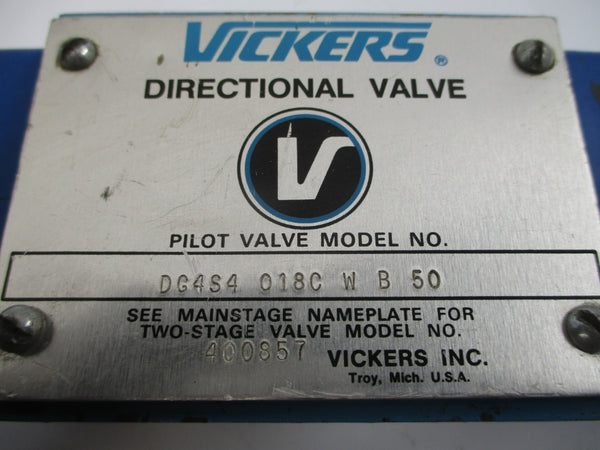 VICKERS®
DIRECTIONAL VALVE
V
PILOT VALVE MODEL NO.
DG4S4 018C W B 50
SEE MAINSTAGE NAMEPLATE FOR
TWO-STAGE VALVE MODEL NO.
400857 VICKERS INC.
Troy, Mich. U.S.A.